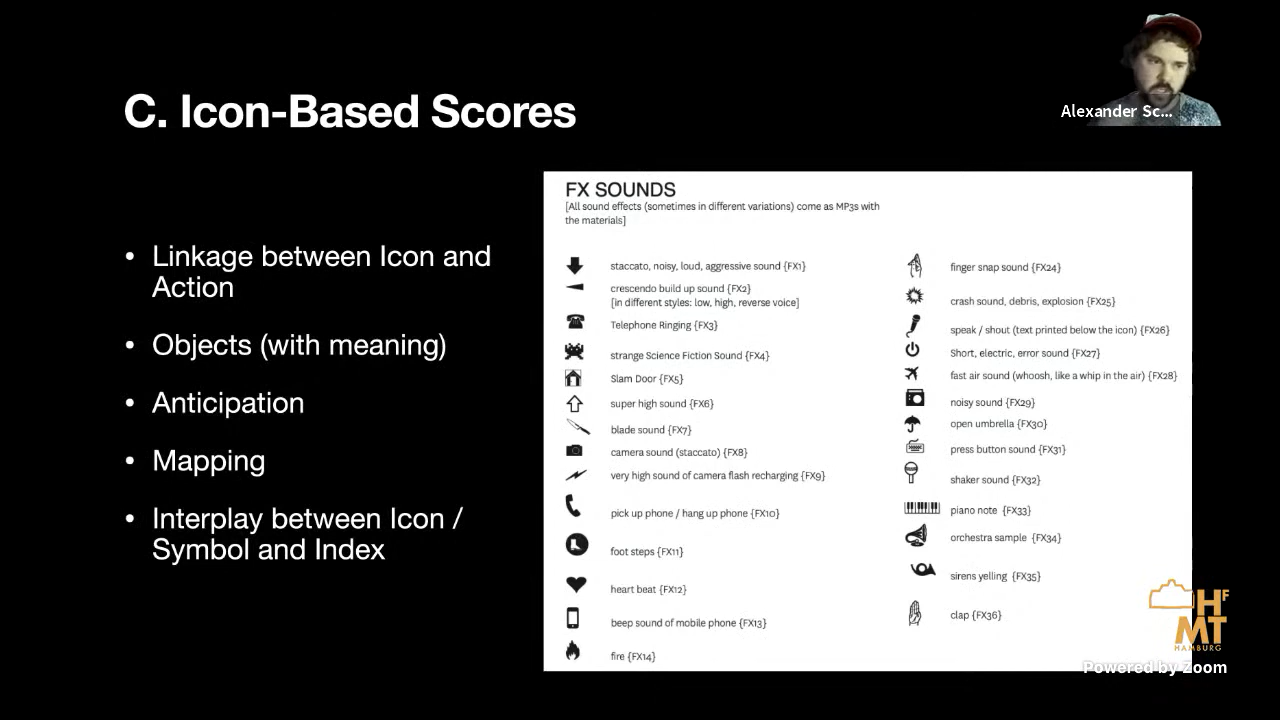 C. Icon-Based Scores
Alexander Sc...
• Linkage between Icon and
Action
• Objects (with meaning)
• Anticipation
• Mapping
• Interplay between Icon /
Symbol and Index
FX SOUNDS
[All sound effects (sometimes in different variations) come as MP3s with
the materials]
staccato, noisy, loud, aggressive sound {FX1}
crescendo build up sound {FX2}
[in different styles: low, high, reverse voice]
Telephone Ringing {FX3}
strange Science Fiction Sound {FX4}
Slam Door {FX5}
super high sound {FX6}
blade sound {FX7}
camera sound (staccato) {FX8}
very high sound of camera flash recharging {FX9}
pick up phone / hang up phone {FX10}
foot steps {FX11}
heart beat {FX12}
beep sound of mobile phone {FX13}
fire {FX14}
finger snap sound {FX24}
crash sound, debris, explosion {FX25}
speak / shout (text printed below the icon) {FX26}
Short, electric, error sound {FX27}
fast air sound (whoosh, like a whip in the air) {FX28}
noisy sound {FX29}
open umbrella {FX30}
press button sound {FX31}
shaker sound {FX32}
piano note {FX33}
orchestra sample {FX34}
sirens yelling {FX35}
clap {FX36}
HF
MT
HAMBURG
Powered by Zoom